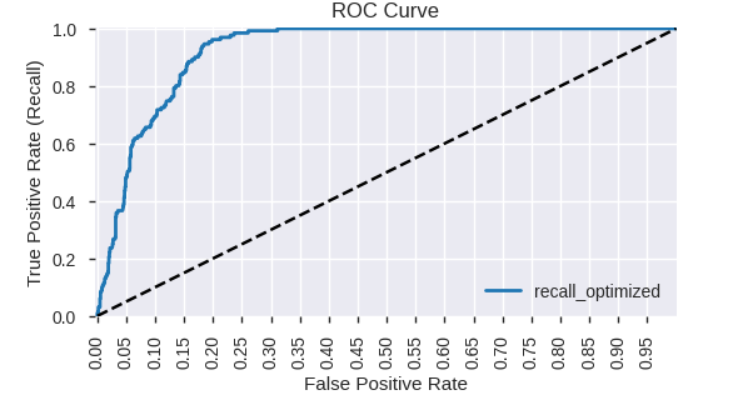 ROC Curve
True Positive Rate (Recall)
1.0
0.8
0.6
0.4
0.2
0.0
recall_optimized
0.00 0.05 0.10 0.15 0.20 0.25 0.30 0.35 0.40 0.45 0.50 0.55 0.60 0.65 0.70 0.75 0.80 0.85 0.90 0.95
False Positive Rate